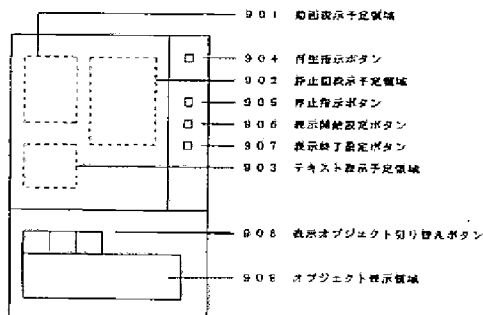 901 動画表示予定領域
904 再生指示ボタン
902 静止画表示予定領域
905 停止指示ボタン
906 表示開始設定ボタン
907 表示終了設定ボタン
903 テキスト表示予定領域
908 表示オブジェクト切り替えボタン
909 オブジェクト表示領域